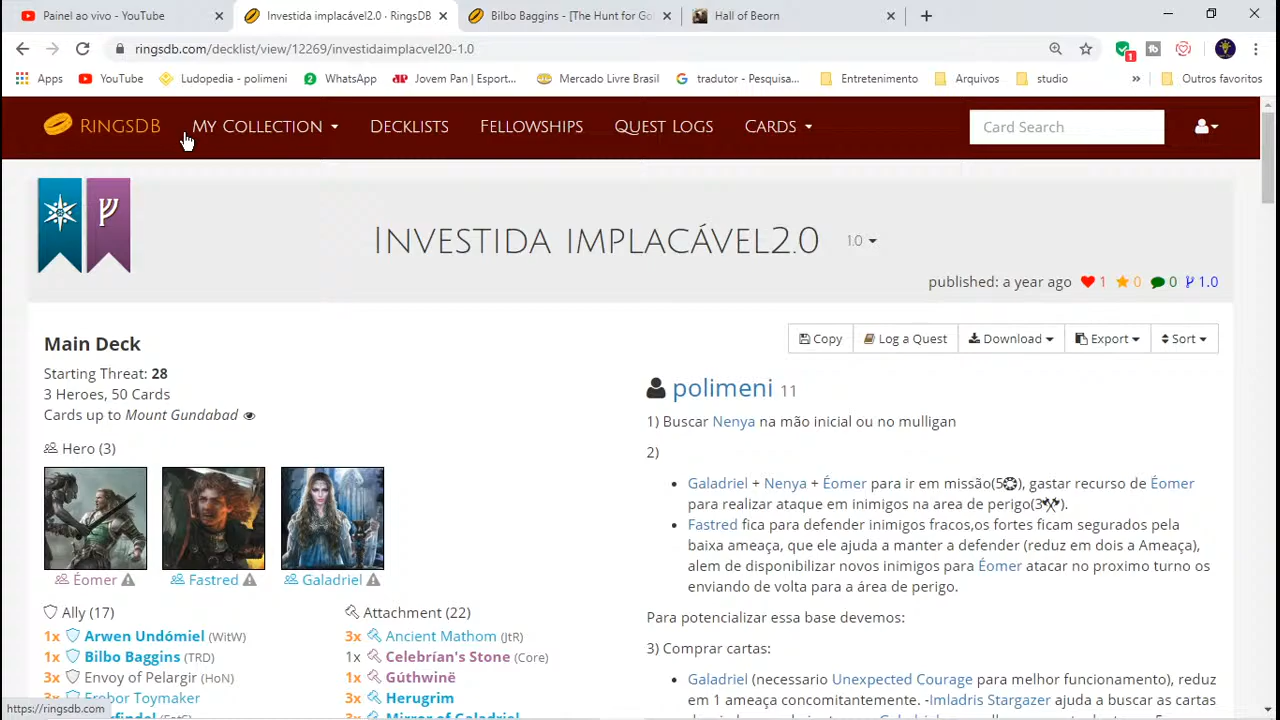 Painel ao vivo - YouTube
Investida implacável2.0 · RingsDB
Bilbo Baggins - [The Hunt for Go
Hall of Beorn
ringsdb.com/decklist/view/12269/investidaimplacvel20-1.0
1
Apps
YouTube
Ludopedia - polimeni
2 WhatsApp
Jovem Pan | Esport...
Mercado Livre Brasil
tradutor - Pesquisa...
Entretenimento
Arquivos
studio
»
Outros favoritos
RINGSDB
MY COLLECTION
DECKLISTS
FELLOWSHIPS
QUEST LOGS
CARDS
Card Search
INVESTIDA IMPLACÁVEL2.0
1.0
published: a year ago 1 0 0 1.0
Main Deck
Starting Threat: 28
3 Heroes, 50 Cards
Cards up to Mount Gundabad
Hero (3)
Éomer
Fastred
Galadriel
Ally (17)
1x Arwen Undómiel (WitW)
1x Bilbo Baggins (TRD)
3x Envoy of Pelargir (HoN)
3x Erebor Toymaker
Attachment (22)
3x Ancient Mathom (JtR)
1x Celebrían's Stone (Core)
1x Gúthwinë
3x Herugrim
3x Mirror of Galadriel
Copy
Log a Quest
Download
Export
Sort
polimeni 11
1) Buscar Nenya na mão inicial ou no mulligan
2)
• Galadriel + Nenya + Éomer para ir em missão(5), gastar recurso de Éomer
para realizar ataque em inimigos na area de perigo(3).
• Fastred fica para defender inimigos fracos,os fortes ficam segurados pela
baixa ameaça, que ele ajuda a manter a defender (reduz em dois a Ameaça),
alem de disponibilizar novos inimigos para Éomer atacar no proximo turno os
enviando de volta para a área de perigo.
Para potencializar essa base devemos:
3) Comprar cartas:
• Galadriel (necessario Unexpected Courage para melhor funcionamento), reduz
em 1 ameaça concomitantemente. -Imladris Stargazer ajuda a buscar as cartas
https://ringsdb.com